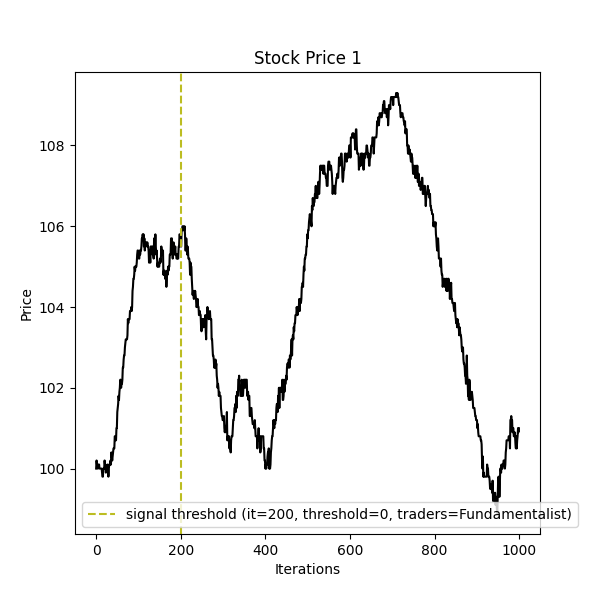 Stock Price 1
108
106
104
102
100
Price
signal threshold (it=200, threshold=0, traders=Fundamentalist)
0 200 400 600 800 1000
Iterations